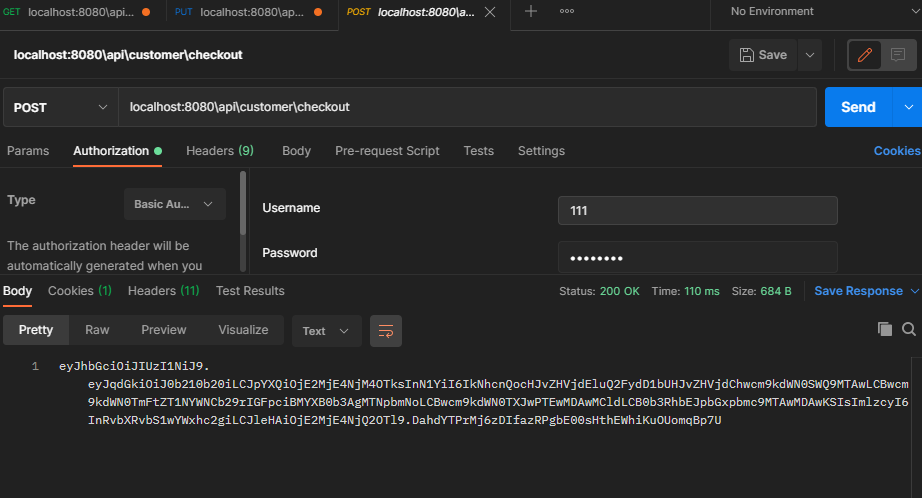 GET localhost:8080\api...
PUT localhost:8080\ap...
POST localhost:8080\a...
No Environment
localhost:8080\api\customer\checkout
Save
POST
localhost:8080\api\customer\checkout
Send
Params
Authorization
Headers (9)
Body
Pre-request Script
Tests
Settings
Cookies
Type
Basic Au...
The authorization header will be
automatically generated when you
Username
111
Password
••••••••
Body
Cookies (1)
Headers (11)
Test Results
Status: 200 OK
Time: 110 ms
Size: 684 B
Save Response
Pretty
Raw
Preview
Visualize
Text
1
eyJhbGciOiJIUzI1NiJ9.
eyJqdGkiOiJ0b210b20iLCJpYXQiOjE2MjE4NjM4OTksInN1YiI6IkNhcnQocHJvZHVjdEluQ2FydD1bUHJvZHVjdChwcm9kdWN0SWQ9MTAwLCBwcm
9kdWN0TmFtZT1NYWNCb29rIGFpciBMYXB0b3AgMTNpbmNoLCBwcm9kdWN0TXJwPTEwMDAwMCldLCB0b3RhbEJpbGxpbmc9MTAwMDAwKSIsImlzcyI6
InRvbXRvbS1wYWxhc2giLCJleHAiOjE2MjE4NjQ2OTl9.DahdYTPrMj6zDIfazRPgbE00sHthEWhiKuOUomqBp7U